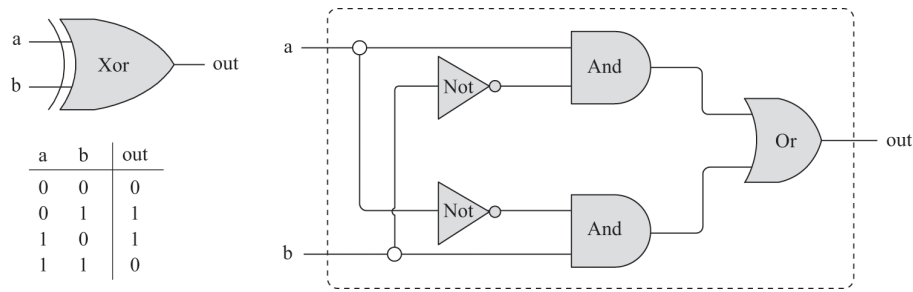 a
Xor
out
b
a b out
0 0 0
0 1 1
1 0 1
1 1 0
a
And
Not
Or
out
Not
And
b